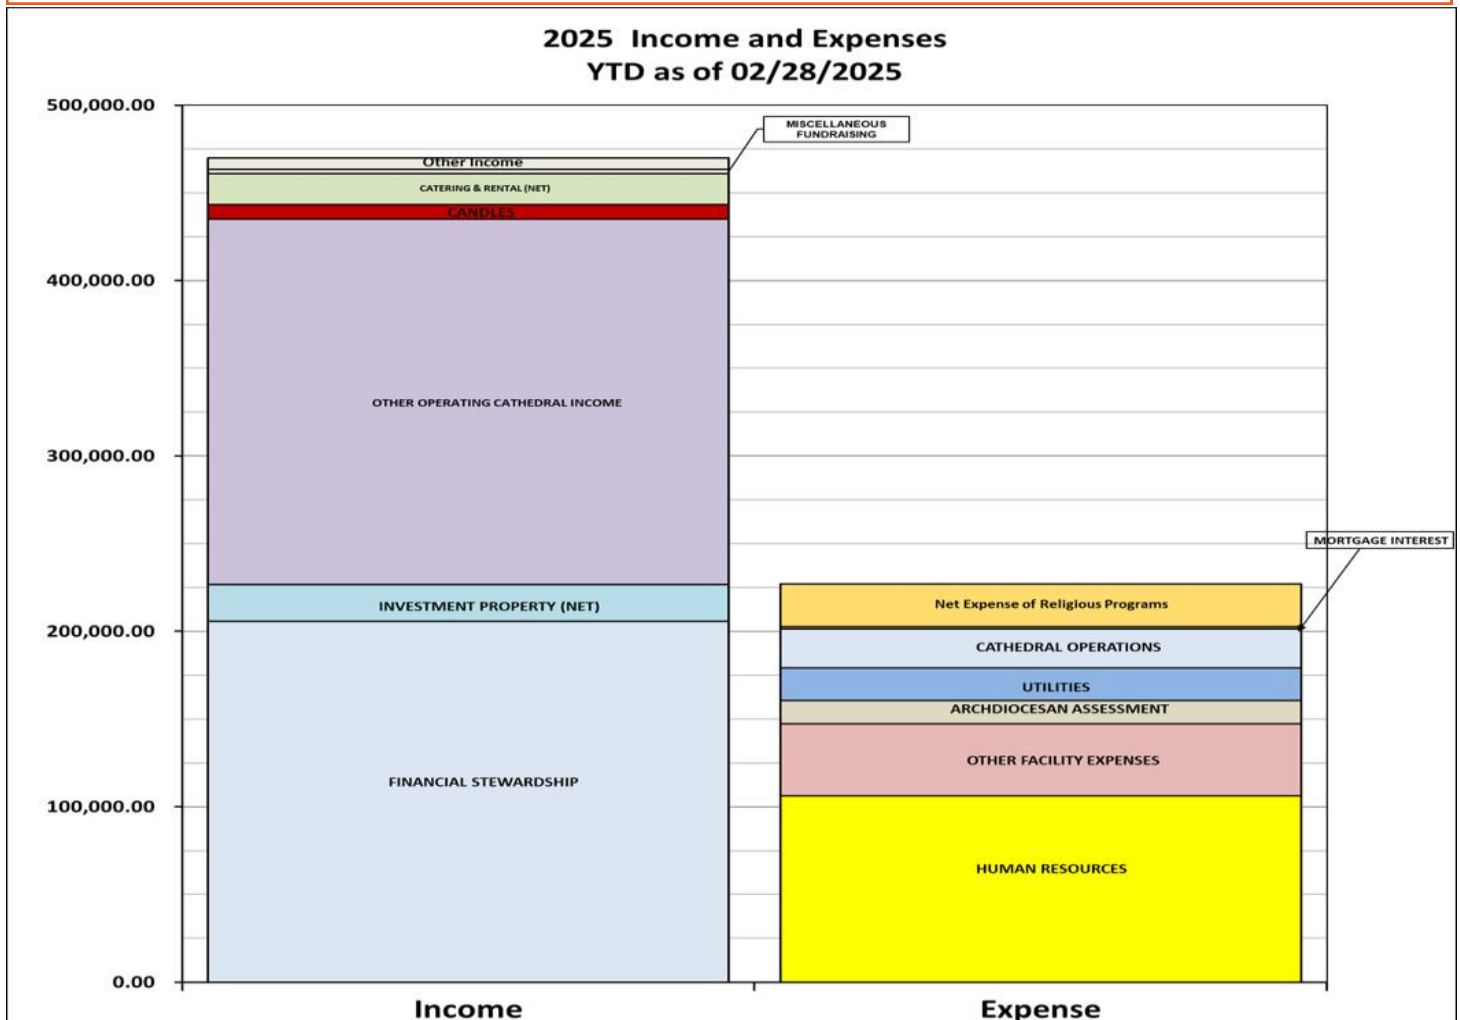 2025 Income and Expenses
YTD as of 02/28/2025
500,000.00
MISCELLANEOUS
FUNDRAISING
Other Income
CATERING & RENTAL (NET)
CANDLES
400,000.00
OTHER OPERATING CATHEDRAL INCOME
300,000.00
MORTGAGE INTEREST
INVESTMENT PROPERTY (NET)
Net Expense of Religious Programs
200,000.00
CATHEDRAL OPERATIONS
UTILITIES
ARCHDIOCESAN ASSESSMENT
OTHER FACILITY EXPENSES
FINANCIAL STEWARDSHIP
100,000.00
HUMAN RESOURCES
0.00
Income
Expense